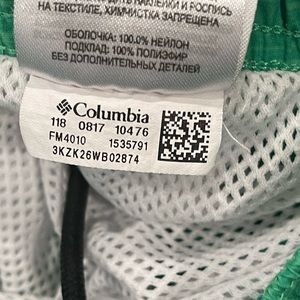 НАКЛЕЙКИ И РОСПИСЬ
НА ТЕКСТИЛЕ, ХИМЧИСТКА ЗАПРЕЩЕНА
ОБОЛОЧКА: 100.0% НЕЙЛОН
ПОДКЛАД: 100% ПОЛИЭФИР
БЕЗ ДОПОЛНИТЕЛЬНЫХ ДЕТАЛЕЙ
Columbia
118 0817 10476
FM4010 1535791
3KZK26WB02874